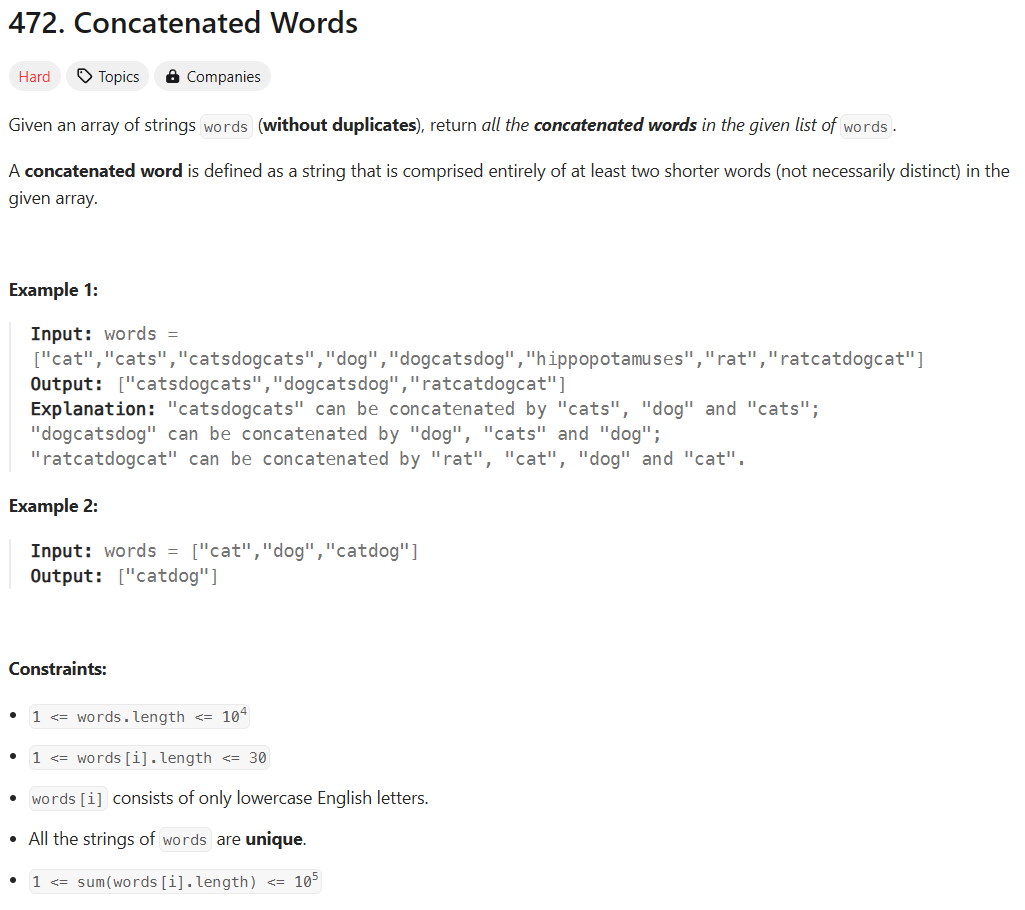 472. Concatenated Words
Hard Topics Companies
Given an array of strings words (without duplicates), return all the concatenated words in the given list of words.
A concatenated word is defined as a string that is comprised entirely of at least two shorter words (not necessarily distinct) in the
given array.
Example 1:
Input: words =
["cat","cats","catsdogcats","dog","dogcatsdog","hippopotamuses","rat","ratcatdogcat"]
Output: ["catsdogcats","dogcatsdog","ratcatdogcat"]
Explanation: "catsdogcats" can be concatenated by "cats", "dog" and "cats";
"dogcatsdog" can be concatenated by "dog", "cats" and "dog";
"ratcatdogcat" can be concatenated by "rat", "cat", "dog" and "cat".
Example 2:
Input: words = ["cat","dog","catdog"]
Output: ["catdog"]
Constraints:
• 1 <= words.length <= 10⁴
• 1 <= words[i].length <= 30
• words[i] consists of only lowercase English letters.
• All the strings of words are unique.
• 1 <= sum(words[i].length) <= 10⁵